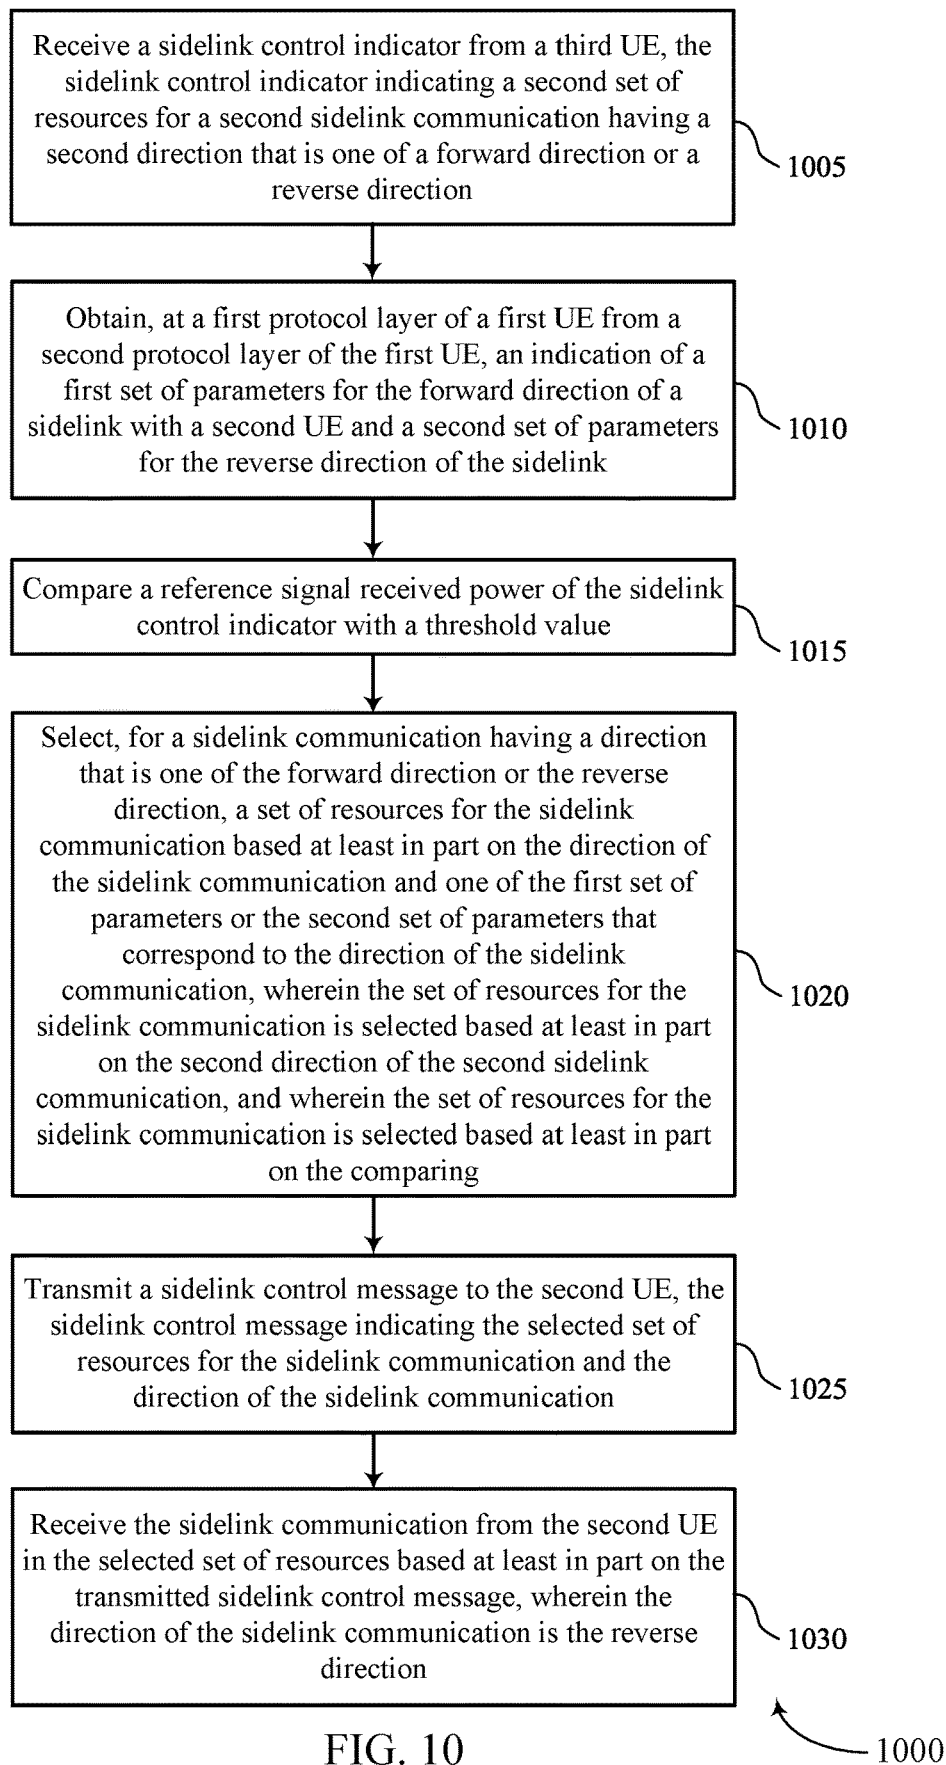 Receive a sidelink control indicator from a third UE, the
sidelink control indicator indicating a second set of
resources for a second sidelink communication having a
second direction that is one of a forward direction or a
reverse direction
1005
Obtain, at a first protocol layer of a first UE from a
second protocol layer of the first UE, an indication of a
first set of parameters for the forward direction of a
sidelink with a second UE and a second set of parameters
for the reverse direction of the sidelink
1010
Compare a reference signal received power of the sidelink
control indicator with a threshold value
1015
Select, for a sidelink communication having a direction
that is one of the forward direction or the reverse
direction, a set of resources for the sidelink
communication based at least in part on the direction of
the sidelink communication and one of the first set of
parameters or the second set of parameters that
correspond to the direction of the sidelink
communication, wherein the set of resources for the
sidelink communication is selected based at least in part
on the second direction of the second sidelink
communication, and wherein the set of resources for the
sidelink communication is selected based at least in part
on the comparing
1020
Transmit a sidelink control message to the second UE, the
sidelink control message indicating the selected set of
resources for the sidelink communication and the
direction of the sidelink communication
1025
Receive the sidelink communication from the second UE
in the selected set of resources based at least in part on the
transmitted sidelink control message, wherein the
direction of the sidelink communication is the reverse
direction
1030
FIG. 10
1000